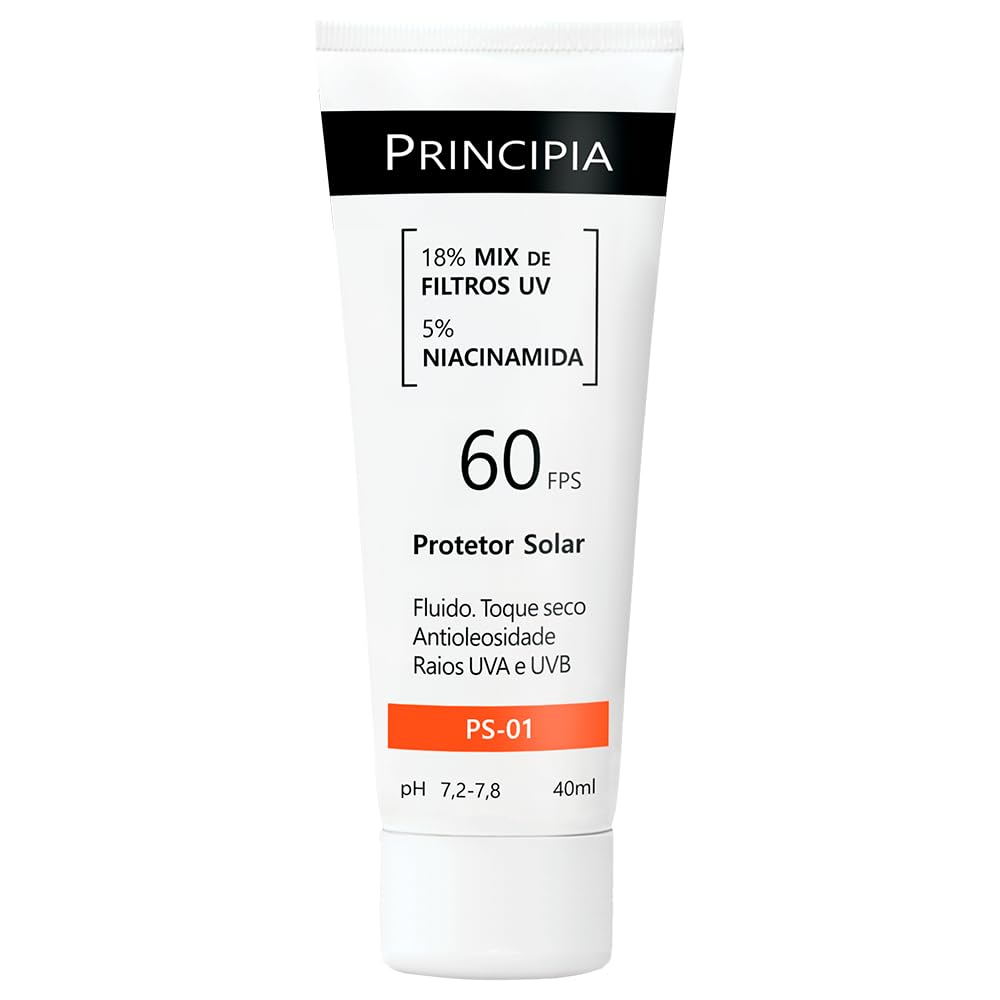 PRINCIPIA
18% MIX DE
FILTROS UV
5%
NIACINAMIDA
60 FPS
Protetor Solar
Fluido. Toque seco
Antioleosidade
Raios UVA e UVB
PS-01
pH 7,2-7,8 40ml